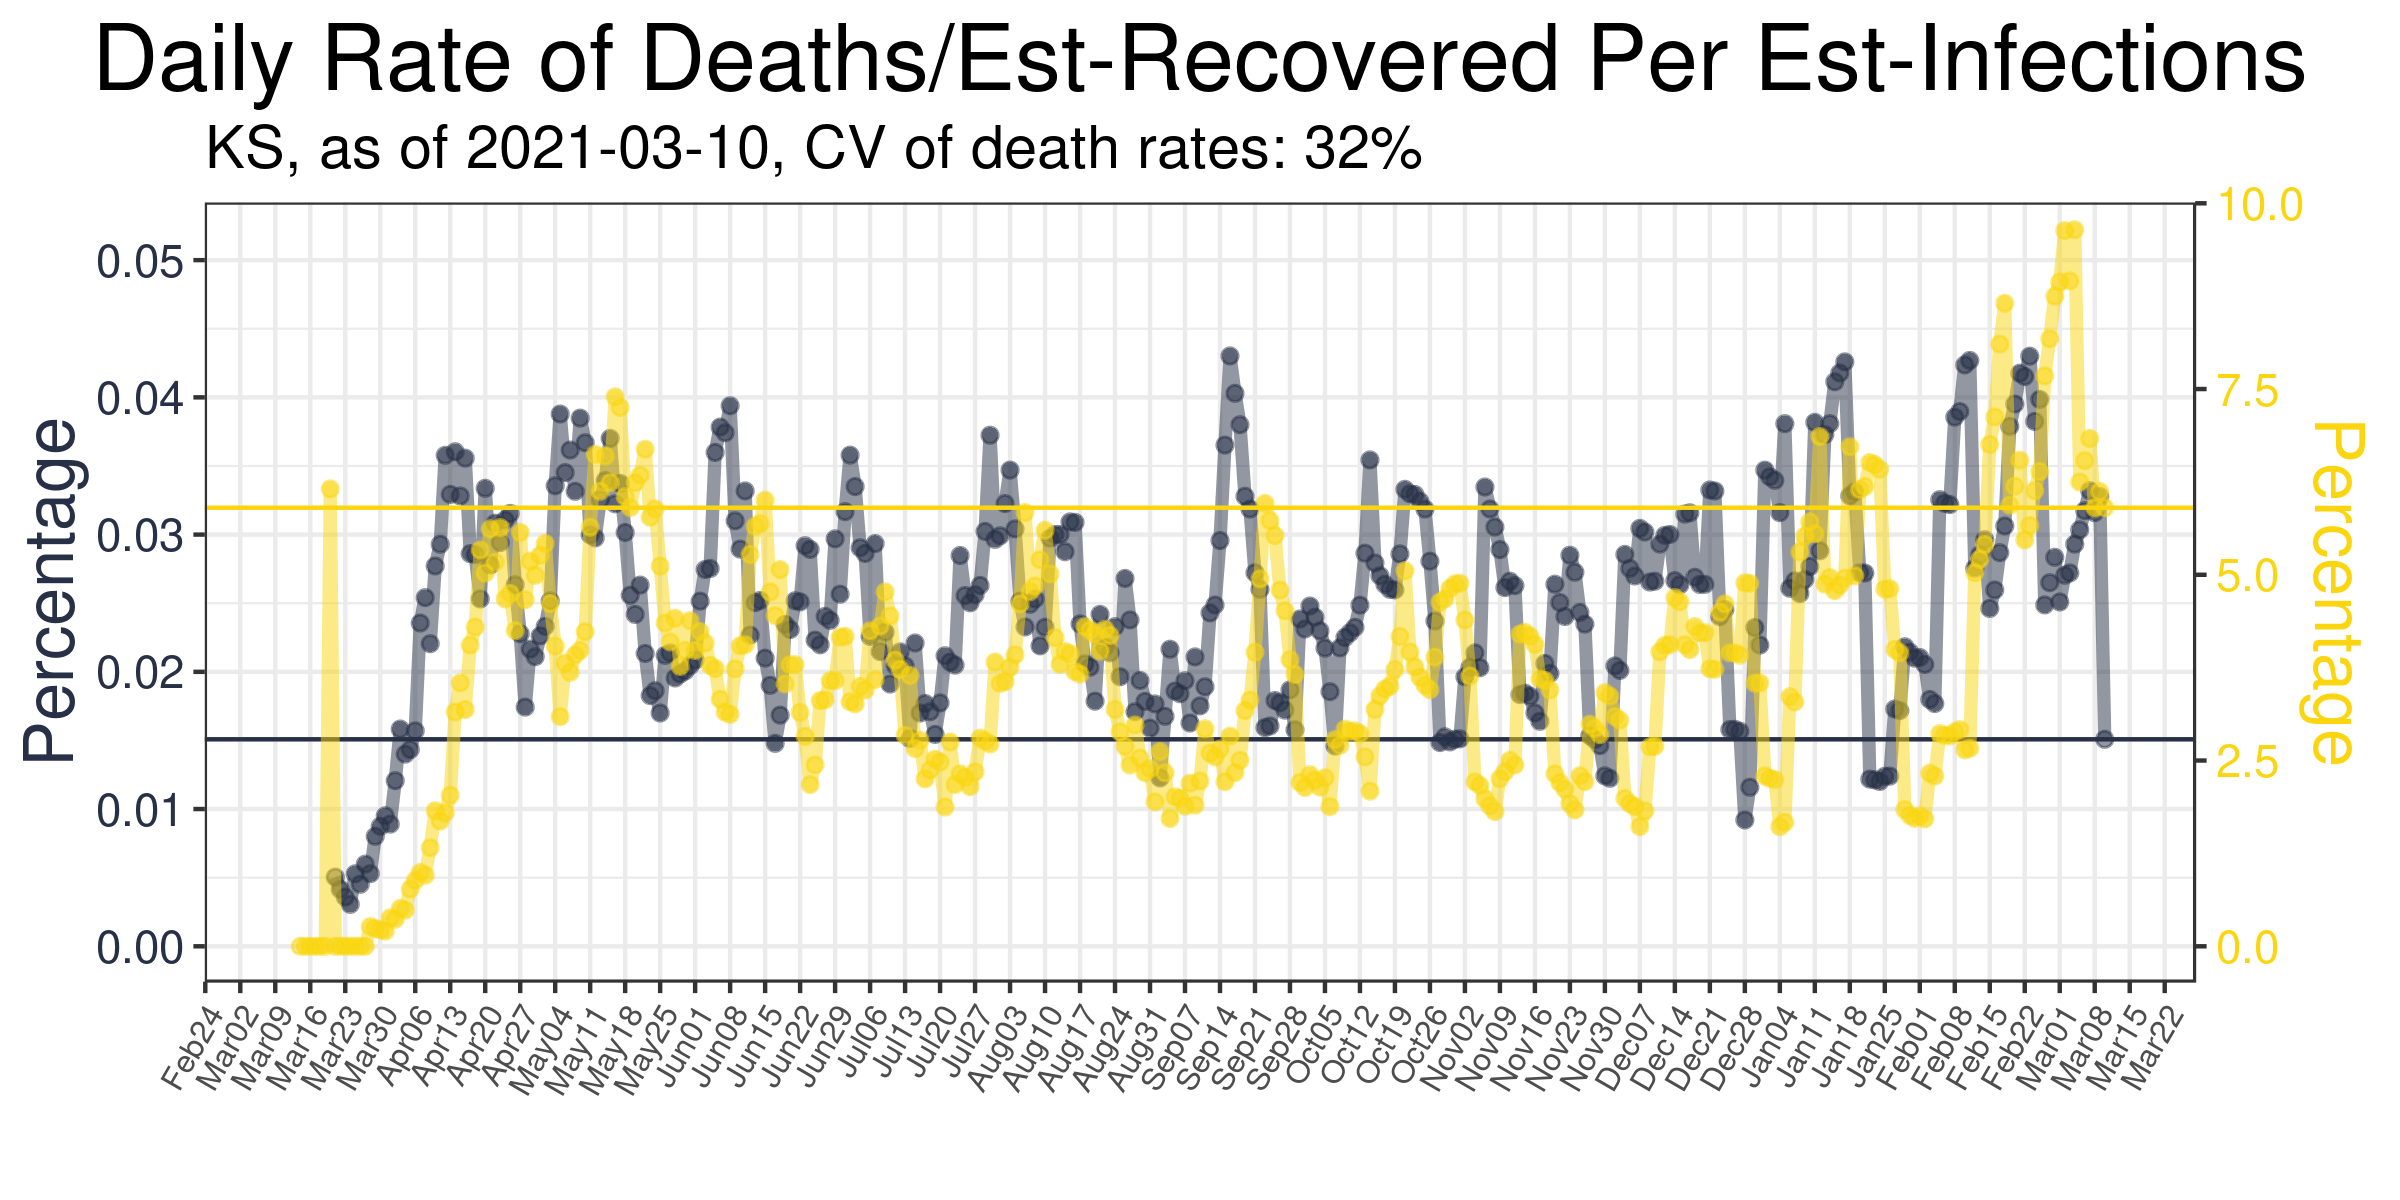 Daily Rate of Deaths/Est-Recovered Per Est-Infections
KS, as of 2021-03-10, CV of death rates: 32%
Percentage
0.05
0.04
0.03
0.02
0.01
0.00
10.0
7.5
5.0
2.5
0.0
Percentage
Feb24
Mar02
Mar09
Mar16
Mar23
Mar30
Apr06
Apr13
Apr20
Apr27
May04
May11
May18
May25
Jun01
Jun08
Jun15
Jun22
Jun29
Jul06
Jul13
Jul20
Jul27
Aug03
Aug10
Aug17
Aug24
Aug31
Sep07
Sep14
Sep21
Sep28
Oct05
Oct12
Oct19
Oct26
Nov02
Nov09
Nov16
Nov23
Nov30
Dec07
Dec14
Dec21
Dec28
Jan04
Jan11
Jan18
Jan25
Feb01
Feb08
Feb15
Feb22
Mar01
Mar08
Mar15
Mar22